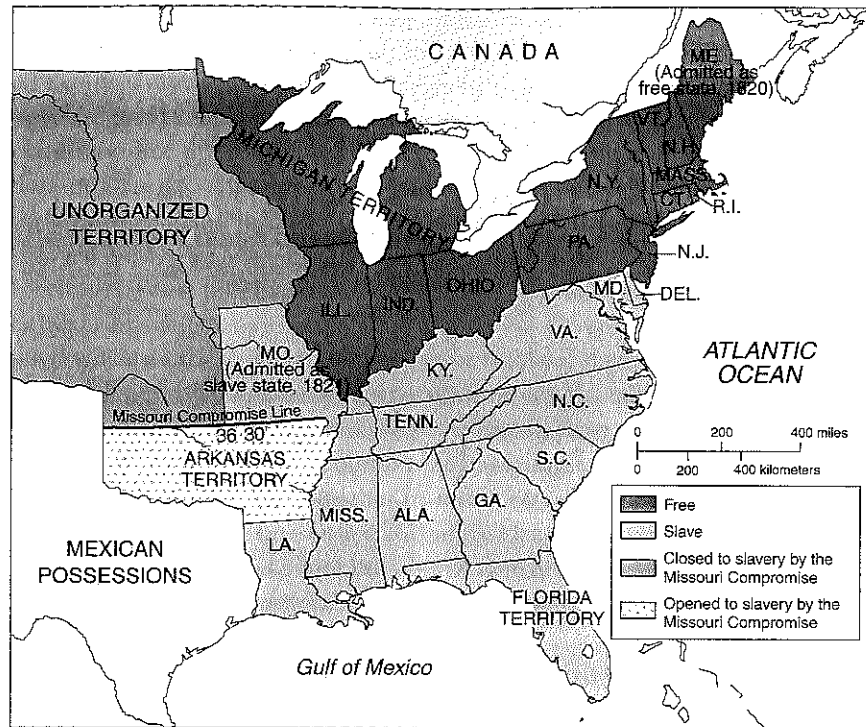 CANADA
ME.
(Admitted as
free state, 1820)
VT.
N.H.
MASS.
CT.
R.I.
N.Y.
MICHIGAN TERRITORY
UNORGANIZED
TERRITORY
PA.
N.J.
OHIO
IND.
ILL.
MD.
DEL.
VA.
MO.
(Admitted as
slave state, 1821)
KY.
ATLANTIC
OCEAN
N.C.
TENN.
Missouri Compromise Line
36 30'
ARKANSAS
TERRITORY
S.C.
0 200 400 miles
0 200 400 kilometers
MISS.
ALA.
GA.
LA.
MEXICAN
POSSESSIONS
FLORIDA
TERRITORY
Gulf of Mexico
Free
Slave
Closed to slavery by the
Missouri Compromise
Opened to slavery by the
Missouri Compromise